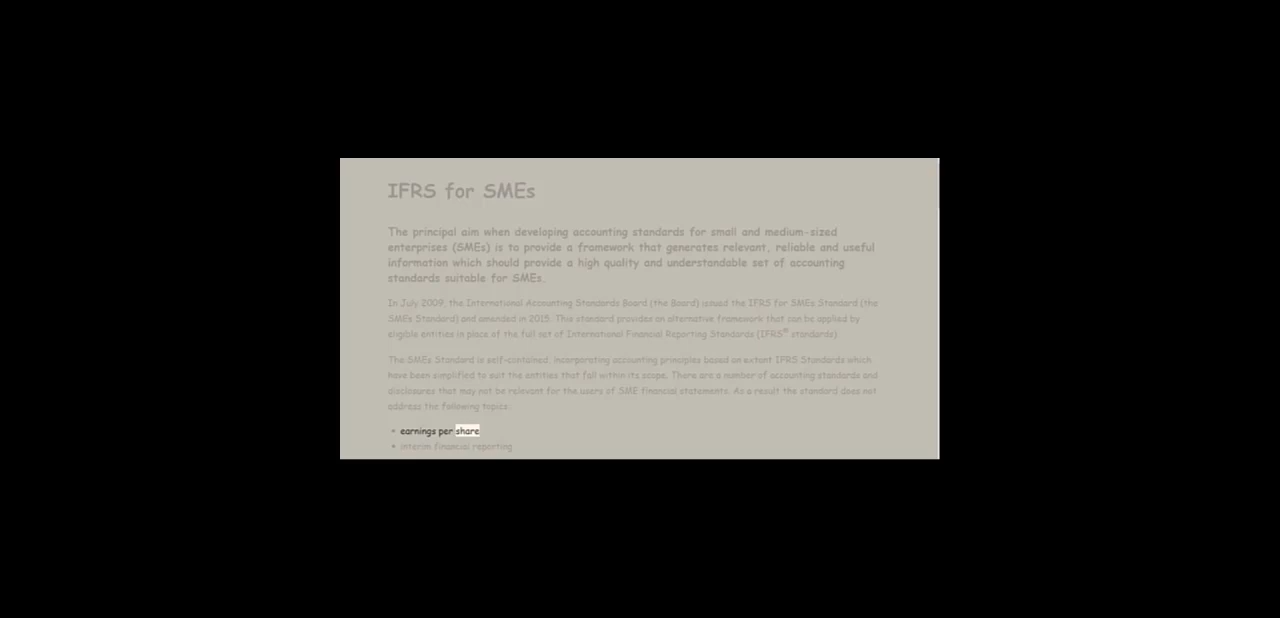 IFRS for SMEs
The principal aim when developing accounting standards for small and medium-sized
enterprises (SMEs) is to provide a framework that generates relevant, reliable and useful
information which should provide a high quality and understandable set of accounting
standards suitable for SMEs.
In July 2009, the International Accounting Standards Board (the Board) issued the IFRS for SMEs Standard (the
SMEs Standard) and amended in 2015. This standard provides an alternative framework that can be applied by
eligible entities in place of the full set of International Financial Reporting Standards (IFRS® standards)
The SMEs Standard is self-contained, incorporating accounting principles based on extant IFRS Standards which
have been simplified to suit the entities that fall within its scope. There are a number of accounting standards and
disclosures that may not be relevant for the users of SME financial statements. As a result the standard does not
address the following topics:
• earnings per share
• interim financial reporting